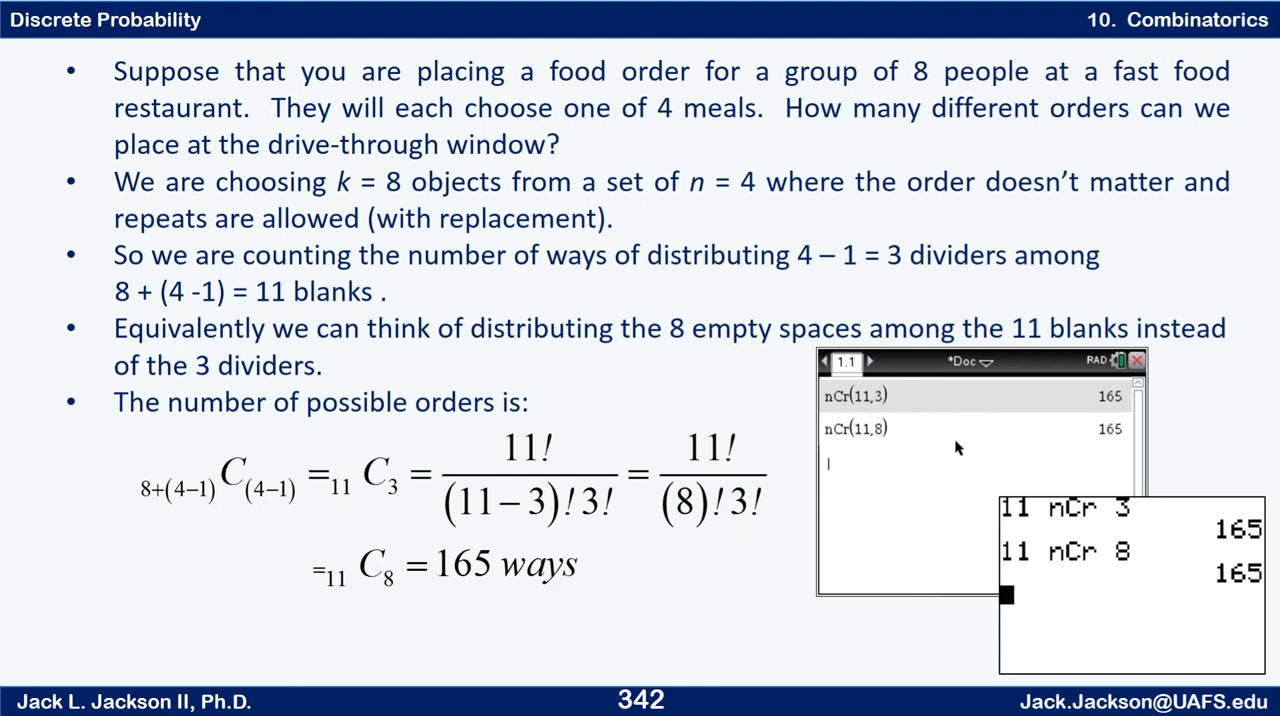 Discrete Probability
10. Combinatorics
• Suppose that you are placing a food order for a group of 8 people at a fast food
restaurant. They will each choose one of 4 meals. How many different orders can we
place at the drive-through window?
• We are choosing k = 8 objects from a set of n = 4 where the order doesn't matter and
repeats are allowed (with replacement).
• So we are counting the number of ways of distributing 4 – 1 = 3 dividers among
8 + (4 -1) = 11 blanks .
• Equivalently we can think of distributing the 8 empty spaces among the 11 blanks instead
of the 3 dividers.
• The number of possible orders is:
₈₊₍₄₋₁₎C₍₄₋₁₎ = ₁₁C₃ = 11! / (11 – 3)! 3! = 11! / (8)! 3!
= ₁₁C₈ = 165 ways
1.1 *Doc RAD
nCr(11,3) 165
nCr(11,8) 165
11 nCr 3
165
11 nCr 8
165
Jack L. Jackson II, Ph.D.
342
Jack.Jackson@UAFS.edu